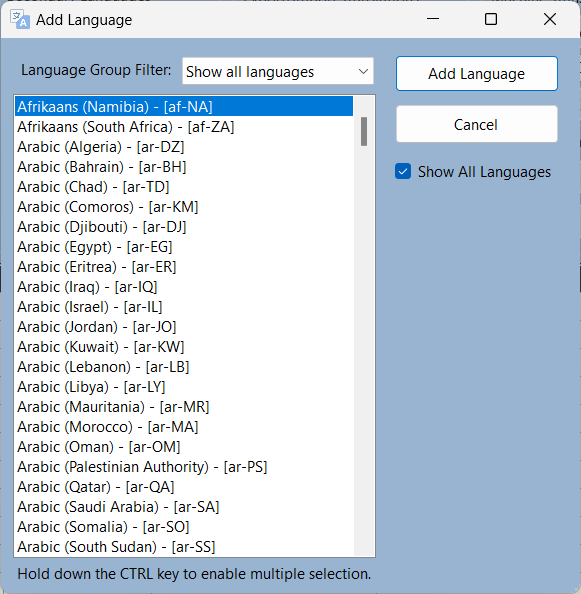 Add Language
Language Group Filter: Show all languages
Add Language
Cancel
Show All Languages
Afrikaans (Namibia) - [af-NA]
Afrikaans (South Africa) - [af-ZA]
Arabic (Algeria) - [ar-DZ]
Arabic (Bahrain) - [ar-BH]
Arabic (Chad) - [ar-TD]
Arabic (Comoros) - [ar-KM]
Arabic (Djibouti) - [ar-DJ]
Arabic (Egypt) - [ar-EG]
Arabic (Eritrea) - [ar-ER]
Arabic (Iraq) - [ar-IQ]
Arabic (Israel) - [ar-IL]
Arabic (Jordan) - [ar-JO]
Arabic (Kuwait) - [ar-KW]
Arabic (Lebanon) - [ar-LB]
Arabic (Libya) - [ar-LY]
Arabic (Mauritania) - [ar-MR]
Arabic (Morocco) - [ar-MA]
Arabic (Oman) - [ar-OM]
Arabic (Palestinian Authority) - [ar-PS]
Arabic (Qatar) - [ar-QA]
Arabic (Saudi Arabia) - [ar-SA]
Arabic (Somalia) - [ar-SO]
Arabic (South Sudan) - [ar-SS]
Hold down the CTRL key to enable multiple selection.